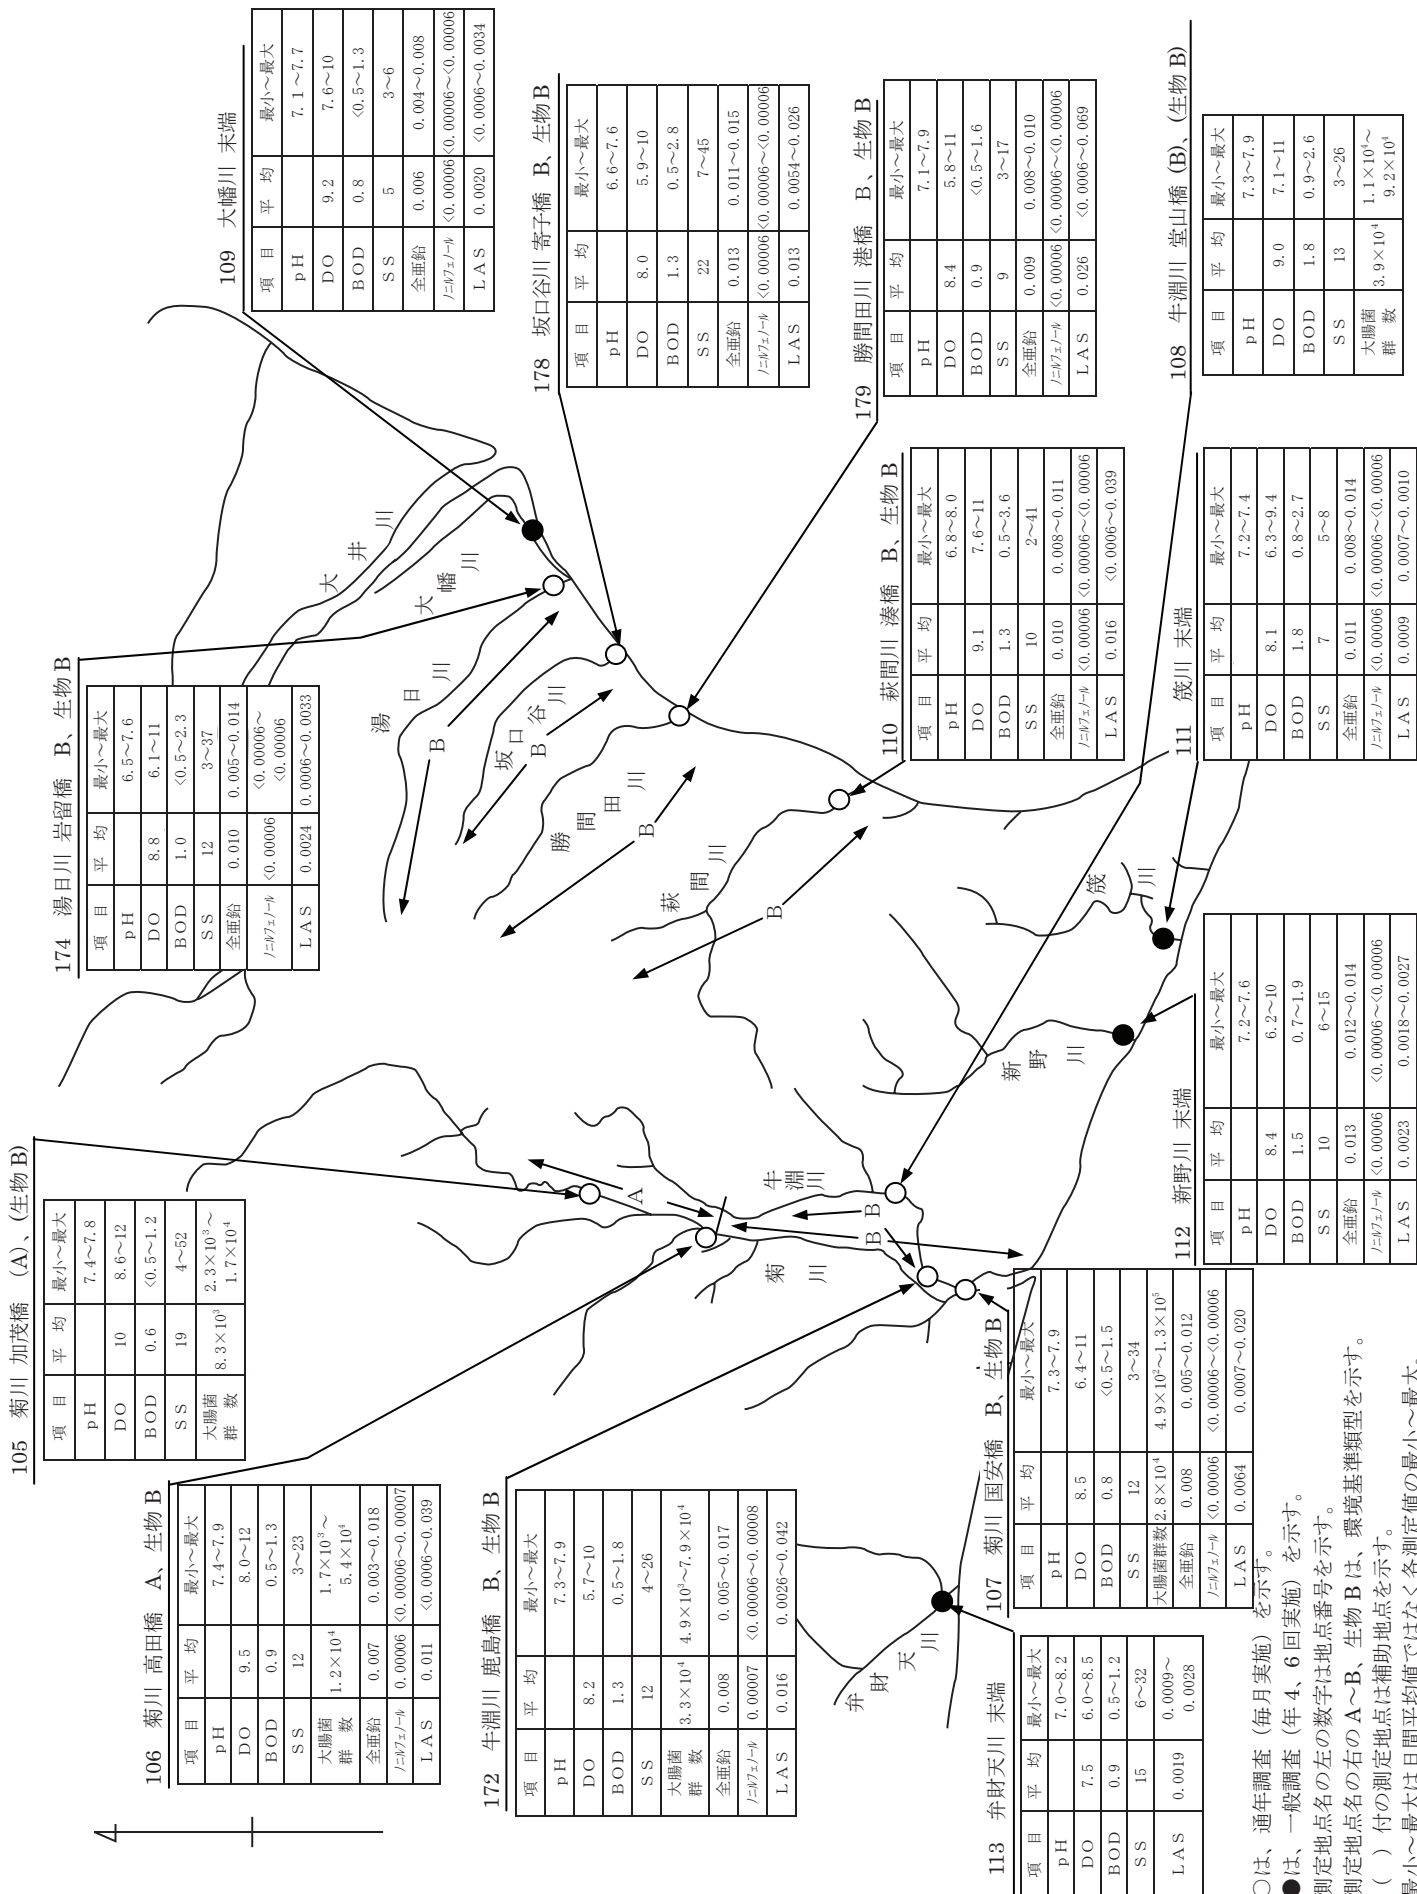 109 大幡川 末端
項 目 平 均 最小～最大
pH 7.1～7.7
DO 9.2 7.6～10
BOD 0.8 <0.5～1.3
SS 5 3～6
全亜鉛 0.006 0.004～0.008
ノニルフェノール <0.00006 <0.00006～<0.00006
LAS 0.0020 <0.0006～0.0034
178 坂口谷川 寄子橋 B、生物B
項 目 平 均 最小～最大
pH 6.6～7.6
DO 8.0 5.9～10
BOD 1.3 0.5～2.8
SS 22 7～45
全亜鉛 0.013 0.011～0.015
ノニルフェノール <0.00006 <0.00006～<0.00006
LAS 0.013 0.0054～0.026
179 勝間田川 港橋 B、生物B
項 目 平 均 最小～最大
pH 7.1～7.9
DO 8.4 5.8～11
BOD 0.9 <0.5～1.6
SS 9 3～17
全亜鉛 0.009 0.008～0.010
ノニルフェノール <0.00006 <0.00006～<0.00006
LAS 0.026 <0.0006～0.069
108 牛淵川 堂山橋 (B)、(生物B)
項 目 平 均 最小～最大
pH 7.3～7.9
DO 9.0 7.1～11
BOD 1.8 0.9～2.6
SS 13 3～26
大腸菌群 数 3.9×10⁴ 1.1×10⁴～9.2×10⁴
174 湯日川 岩留橋 B、生物B
項 目 平 均 最小～最大
pH 6.5～7.6
DO 8.8 6.1～11
BOD 1.0 <0.5～2.3
SS 12 3～37
全亜鉛 0.010 0.005～0.014
ノニルフェノール <0.00006 <0.00006～<0.00006
LAS 0.0024 0.0006～0.0033
110 萩間川 湊橋 B、生物B
項 目 平 均 最小～最大
pH 6.8～8.0
DO 9.1 7.6～11
BOD 1.3 0.5～3.6
SS 10 2～41
全亜鉛 0.010 0.008～0.011
ノニルフェノール <0.00006 <0.00006～<0.00006
LAS 0.016 <0.0006～0.039
111 筬川 末端
項 目 平 均 最小～最大
pH 7.2～7.4
DO 8.1 6.3～9.4
BOD 1.8 0.8～2.7
SS 7 5～8
全亜鉛 0.011 0.008～0.014
ノニルフェノール <0.00006 <0.00006～<0.00006
LAS 0.0009 0.0007～0.0010
112 新野川 末端
項 目 平 均 最小～最大
pH 7.2～7.6
DO 8.4 6.2～10
BOD 1.5 0.7～1.9
SS 10 6～15
全亜鉛 0.013 0.012～0.014
ノニルフェノール <0.00006 <0.00006～<0.00006
LAS 0.0023 0.0018～0.0027
105 菊川 加茂橋 (A)、(生物B)
項 目 平 均 最小～最大
pH 7.4～7.8
DO 10 8.6～12
BOD 0.6 <0.5～1.2
SS 19 4～52
大腸菌群 数 8.3×10³ 2.3×10³～1.7×10⁴
106 菊川 高田橋 A、生物B
項 目 平 均 最小～最大
pH 7.4～7.9
DO 9.5 8.0～12
BOD 0.9 0.5～1.3
SS 12 3～23
大腸菌群 数 1.2×10⁴ 1.7×10³～5.4×10⁴
全亜鉛 0.007 0.003～0.018
ノニルフェノール 0.00006 <0.00006～0.00007
LAS 0.011 <0.0006～0.039
172 牛淵川 鹿島橋 B、生物B
項 目 平 均 最小～最大
pH 7.3～7.9
DO 8.2 5.7～10
BOD 1.3 0.5～1.8
SS 12 4～26
大腸菌群 数 3.3×10⁴ 4.9×10³～7.9×10⁴
全亜鉛 0.008 0.005～0.017
ノニルフェノール 0.00007 <0.00006～0.00008
LAS 0.016 0.0026～0.042
107 菊川 国安橋 B、生物B
項 目 平 均 最小～最大
pH 7.3～7.9
DO 8.5 6.4～11
BOD 0.8 <0.5～1.5
SS 12 3～34
大腸菌群数 2.8×10⁴ 4.9×10²～1.3×10⁵
全亜鉛 0.008 0.005～0.012
ノニルフェノール <0.00006 <0.00006～<0.00006
LAS 0.0064 0.0007～0.020
113 弁財天川 末端
項 目 平 均 最小～最大
pH 7.0～8.2
DO 7.5 6.0～8.5
BOD 0.9 0.5～1.2
SS 15 6～32
LAS 0.0019 0.0009～0.0028
大井川
大幡川
湯日川
B
坂口谷川
B
勝間田川
B
萩間川
B
筬川
新野川
牛淵川
A
B
B
菊川
弁財天川
○は、通年調査（毎月実施）を示す。
●は、一般調査（年4、6回実施）を示す。
測定地点名の左の数字は地点番号を示す。
測定地点名の右のA～B、生物Bは、環境基準類型を示す。
( ) 付の測定地点は補助地点を示す。
最小～最大は日間平均値ではなく各測定値の最小～最大。